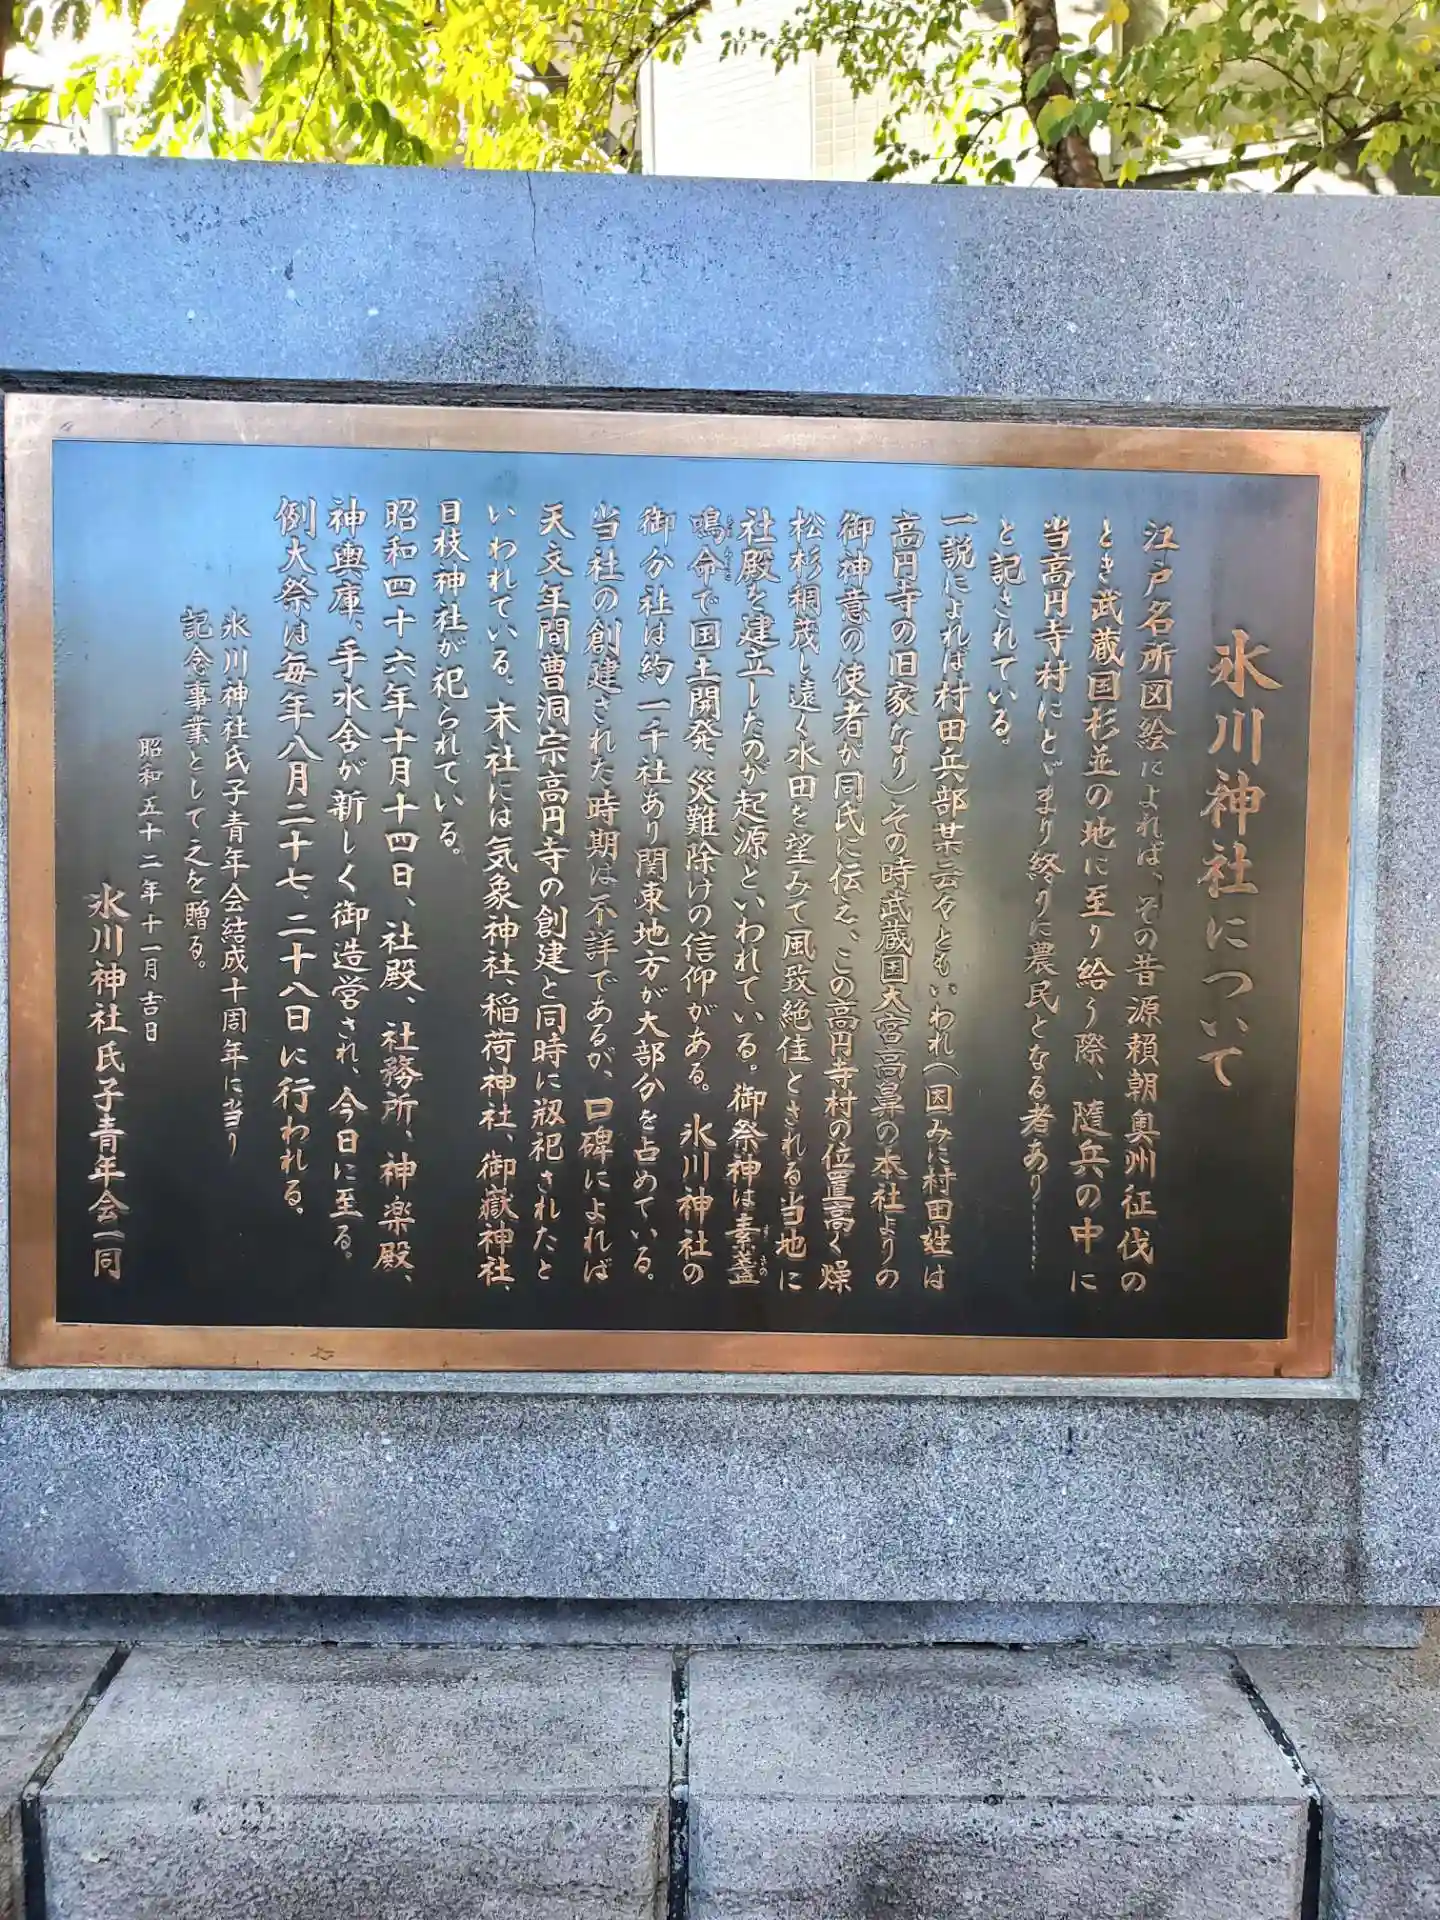 氷川神社について
江戸名所図絵によれば、その昔源頼朝奥州征伐の
とき武蔵国杉並の地に至り給う際、随兵の中に
当高円寺村にとゞまり終りに農民となる者あり……
と記されている。
一説によれば村田兵部某云々ともいわれ(因みに村田姓は
高円寺の旧家なり)その時武蔵国大宮高鼻の本社よりの
御神意の使者が同氏に伝え、この高円寺村の位置高く燥
松杉稠茂し遠く水田を望みて風致絶佳とされる当地に
社殿を建立したのが起源といわれている。御祭神は素盞
すさの
鳴命で国土開発、災難除けの信仰がある。氷川神社の
おのみこと
御分社は約一千社あり関東地方が大部分を占めている。
当社の創建された時期は不詳であるが、口碑によれば
天文年間曹洞宗高円寺の創建と同時に祀されたと
いわれている。末社には気象神社、稲荷神社、御嶽神社、
目枝神社が祀られている。
昭和四十六年十月十四日、社殿、社務所、神楽殿、
神輿庫、手水舎が新しく御造営され、今日に至る。
例大祭は毎年八月二十七、二十八日に行われる。
氷川神社氏子青年会結成十周年に当り
記念事業として之を贈る。
昭和五十二年十一月吉日
氷川神社氏子青年会一同